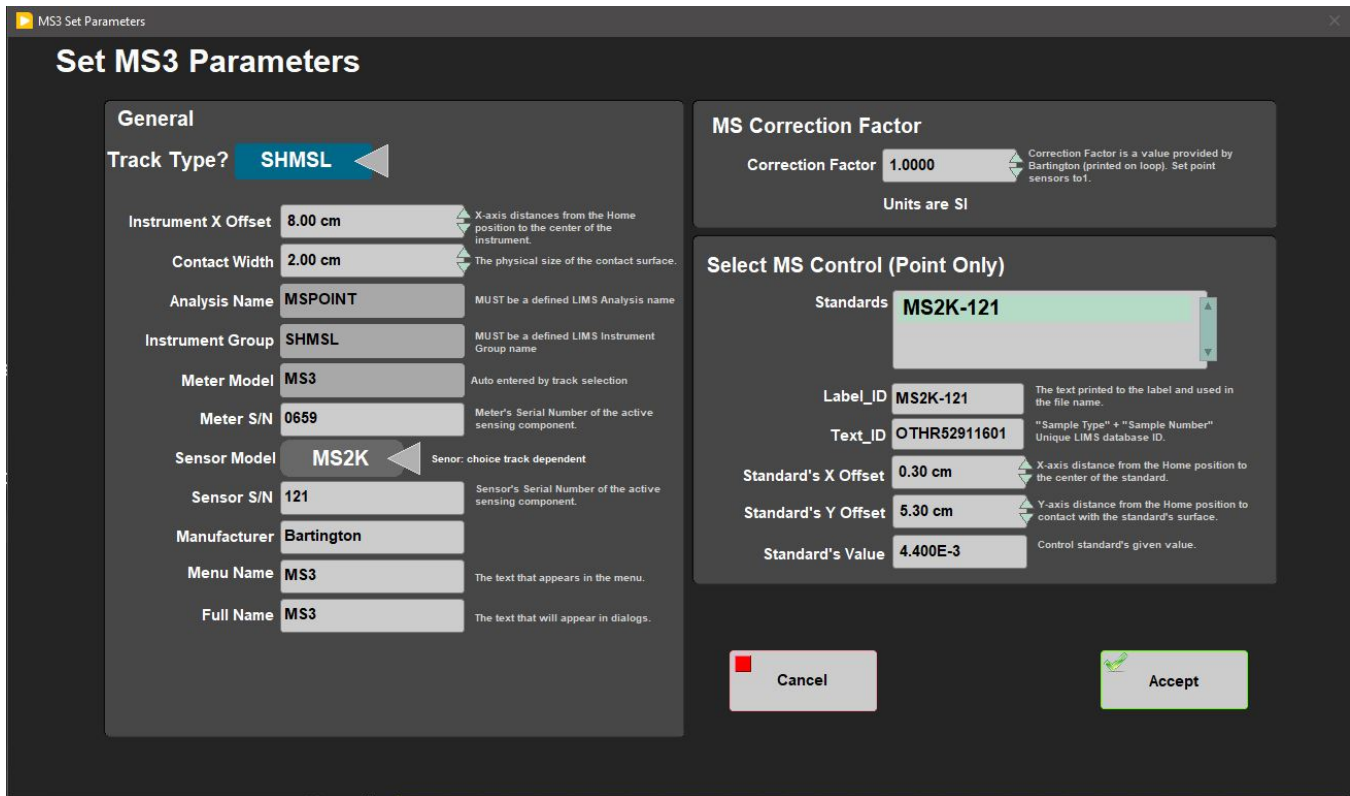 MS3 Set Parameters
Set MS3 Parameters
General
Track Type? SHMSL
Instrument X Offset 8.00 cm X-axis distances from the Home
position to the center of the
instrument.
Contact Width 2.00 cm The physical size of the contact surface.
Analysis Name MSPOINT MUST be a defined LIMS Analysis name
Instrument Group SHMSL MUST be a defined LIMS Instrument
Group name
Meter Model MS3 Auto entered by track selection
Meter S/N 0659 Meter's Serial Number of the active
sensing component.
Sensor Model MS2K Senor: choice track dependent
Sensor S/N 121 Sensor's Serial Number of the active
sensing component.
Manufacturer Bartington
Menu Name MS3 The text that appears in the menu.
Full Name MS3 The text that will appear in dialogs.
MS Correction Factor
Correction Factor 1.0000 Correction Factor is a value provided by
Bartington (printed on loop). Set point
sensors to1.
Units are SI
Select MS Control (Point Only)
Standards MS2K-121
Label_ID MS2K-121 The text printed to the label and used in
the file name.
Text_ID OTHR52911601 "Sample Type" + "Sample Number"
Unique LIMS database ID.
Standard's X Offset 0.30 cm X-axis distance from the Home position to
the center of the standard.
Standard's Y Offset 5.30 cm Y-axis distance from the Home position to
contact with the standard's surface.
Standard's Value 4.400E-3 Control standard's given value.
Cancel
Accept